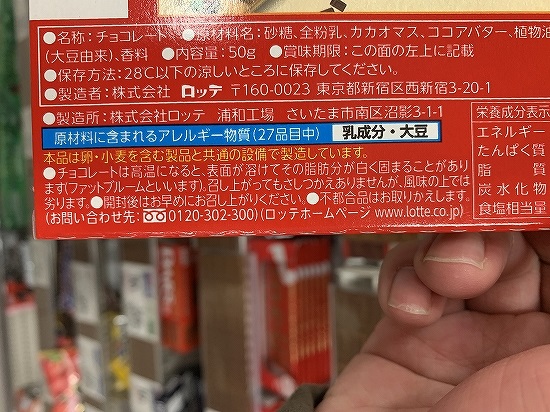 ●名称：チョコレート ●原材料名：砂糖、全粉乳、カカオマス、ココアバター、植物油
(大豆由来)、香料 ●内容量：50g ●賞味期限：この面の左上に記載
●保存方法：28℃以下の涼しいところに保存してください。
●製造者：株式会社 ロッテ 〒160-0023 東京都新宿区西新宿3-20-1
●製造所：株式会社ロッテ 浦和工場 さいたま市南区沼影3-1-1
原材料に含まれるアレルギー物質(27品目中) 乳成分・大豆
本品は卵・小麦を含む製品と共通の設備で製造しています。
●チョコレートは高温になると、表面が溶けてその脂肪分が白く固まることがあり
ます(ファットブルームといいます)。召し上がってもさしつかえありませんが、風味の上では
劣ります。●開封後はお早めにお召し上がりください。●不都合品はお取りかえします。
(お問い合わせ先：0120-302-300)(ロッテホームページ www.lotte.co.jp)
栄養成分表示
エネルギー
たんぱく質
脂質
炭水化物
食塩相当量